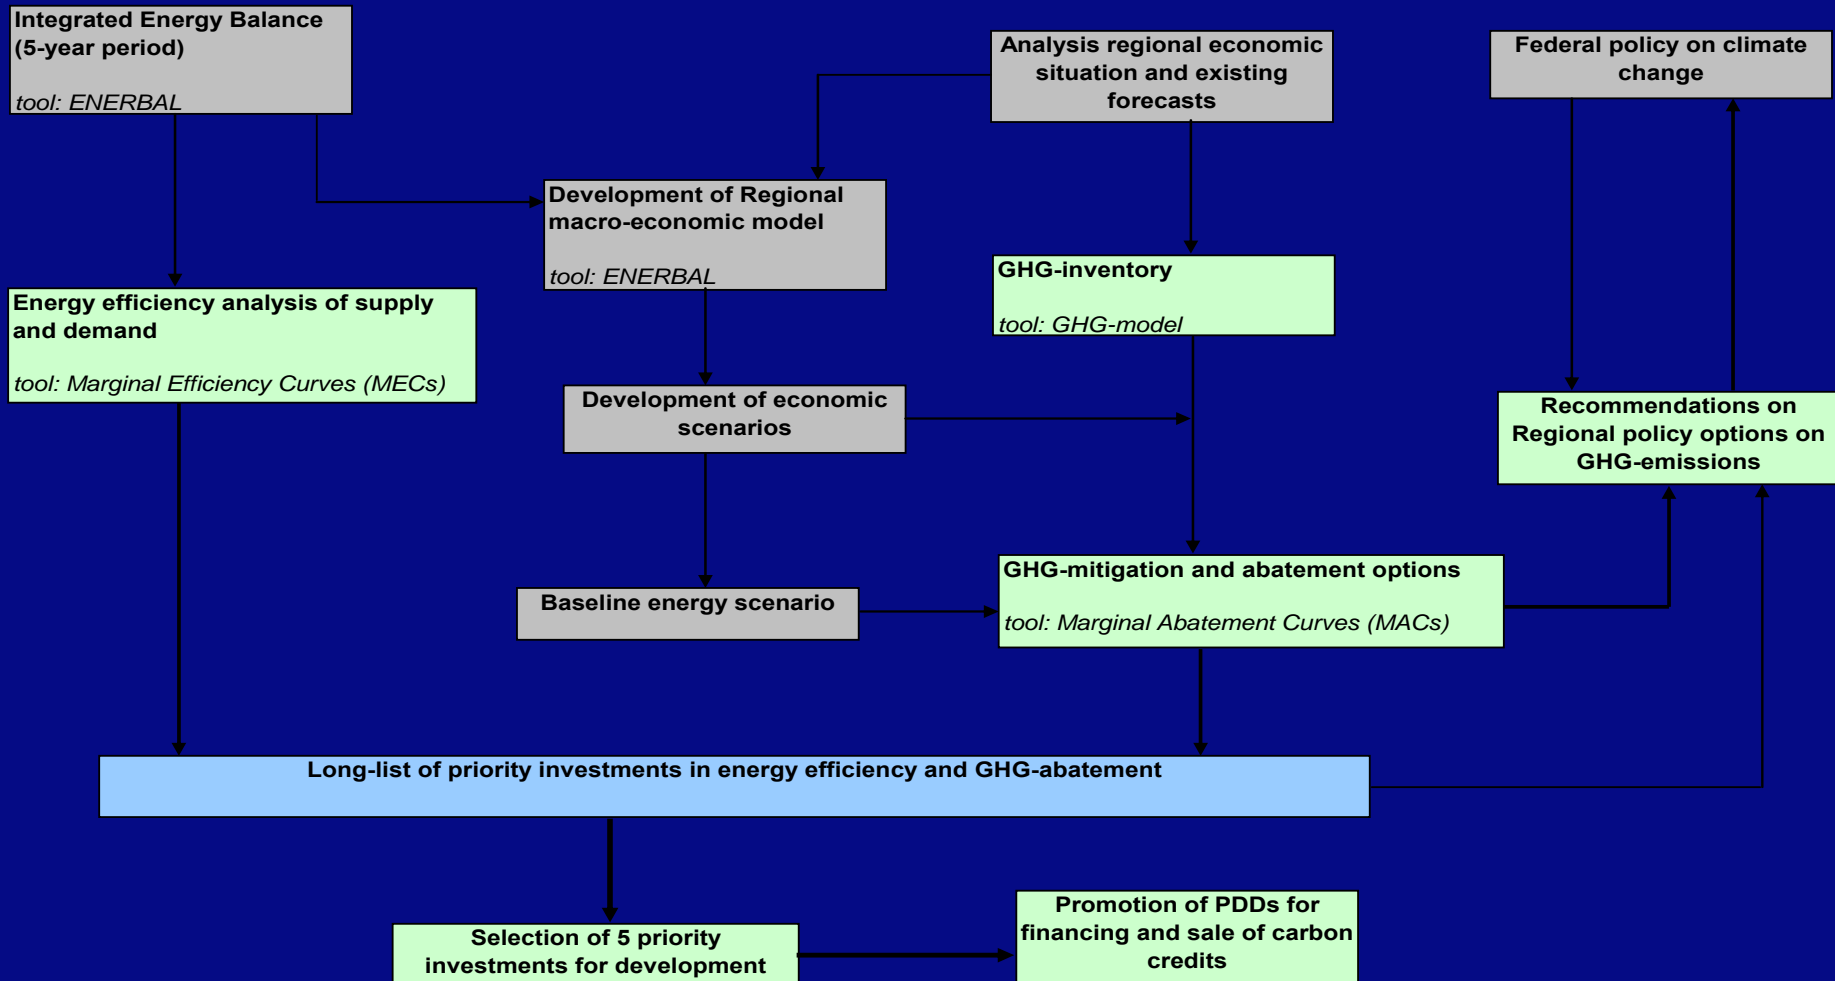 Integrated Energy Balance
(5-year period)
tool: ENERBAL
Analysis regional economic
situation and existing
forecasts
Federal policy on climate
change
Development of Regional
macro-economic model
tool: ENERBAL
GHG-inventory
tool: GHG-model
Energy efficiency analysis of supply
and demand
tool: Marginal Efficiency Curves (MECs)
Development of economic
scenarios
Recommendations on
Regional policy options on
GHG-emissions
Baseline energy scenario
GHG-mitigation and abatement options
tool: Marginal Abatement Curves (MACs)
Long-list of priority investments in energy efficiency and GHG-abatement
Selection of 5 priority
investments for development
Promotion of PDDs for
financing and sale of carbon
credits